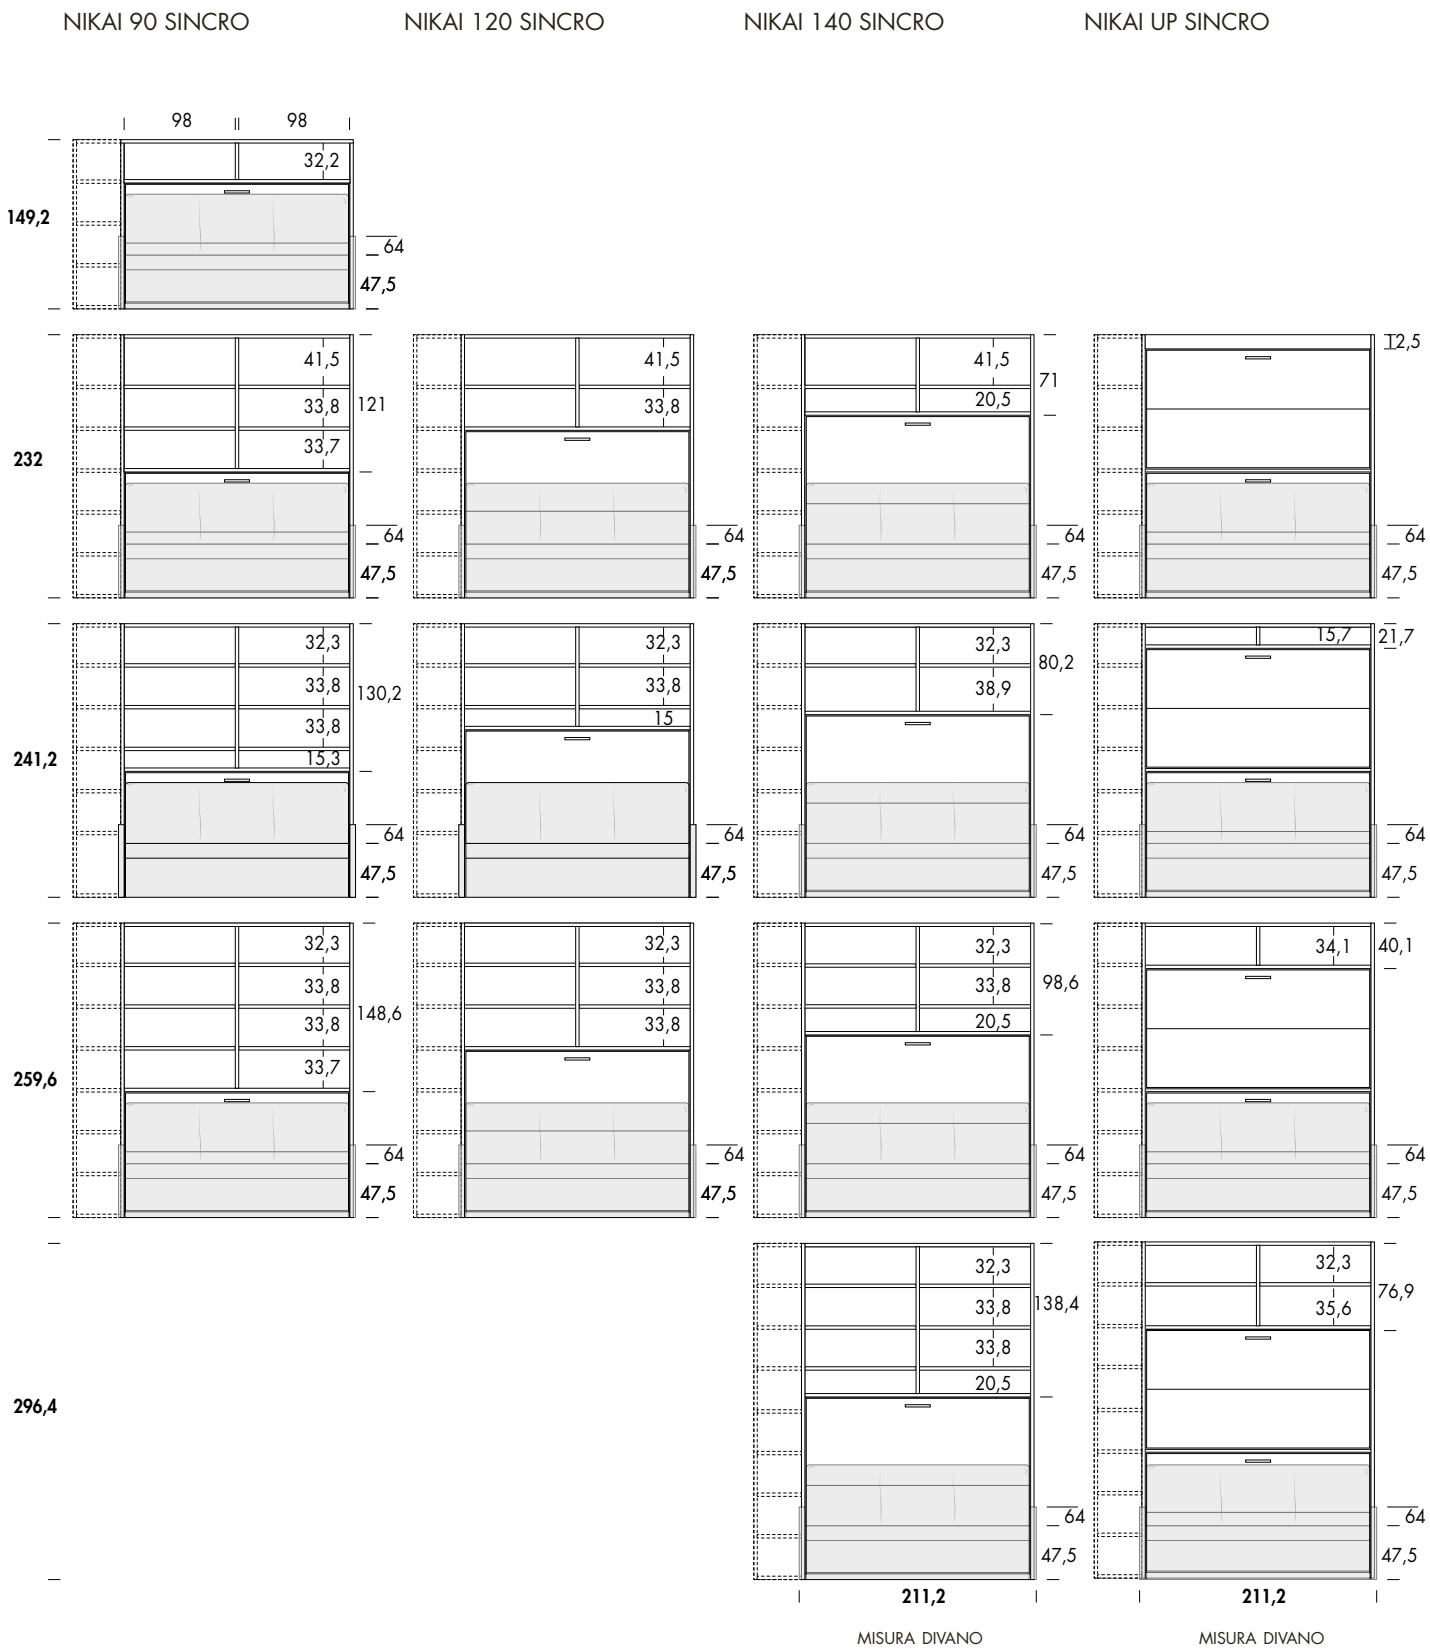 NIKAI 90 SINCRO NIKAI 120 SINCRO NIKAI 140 SINCRO NIKAI UP SINCRO
98 98
32,2
149,2
64
47,5
12,5
41,5 41,5 41,5
71
33,8 121 33,8 20,5
33,7
232
64 64 64 64
47,5 47,5 47,5 47,5
32,3 32,3 32,3 15,7 21,7
80,2
33,8 130,2 33,8 38,9
33,8 15
15,3
241,2
64 64 64 64
47,5 47,5 47,5 47,5
32,3 32,3 32,3 34,1 40,1
33,8 33,8 33,8 98,6
33,8 148,6 33,8 20,5
33,7
259,6
64 64 64 64
47,5 47,5 47,5 47,5
32,3 32,3
76,9
33,8 138,4 35,6
33,8
20,5
296,4
64 64
47,5 47,5
211,2 211,2
MISURA DIVANO MISURA DIVANO